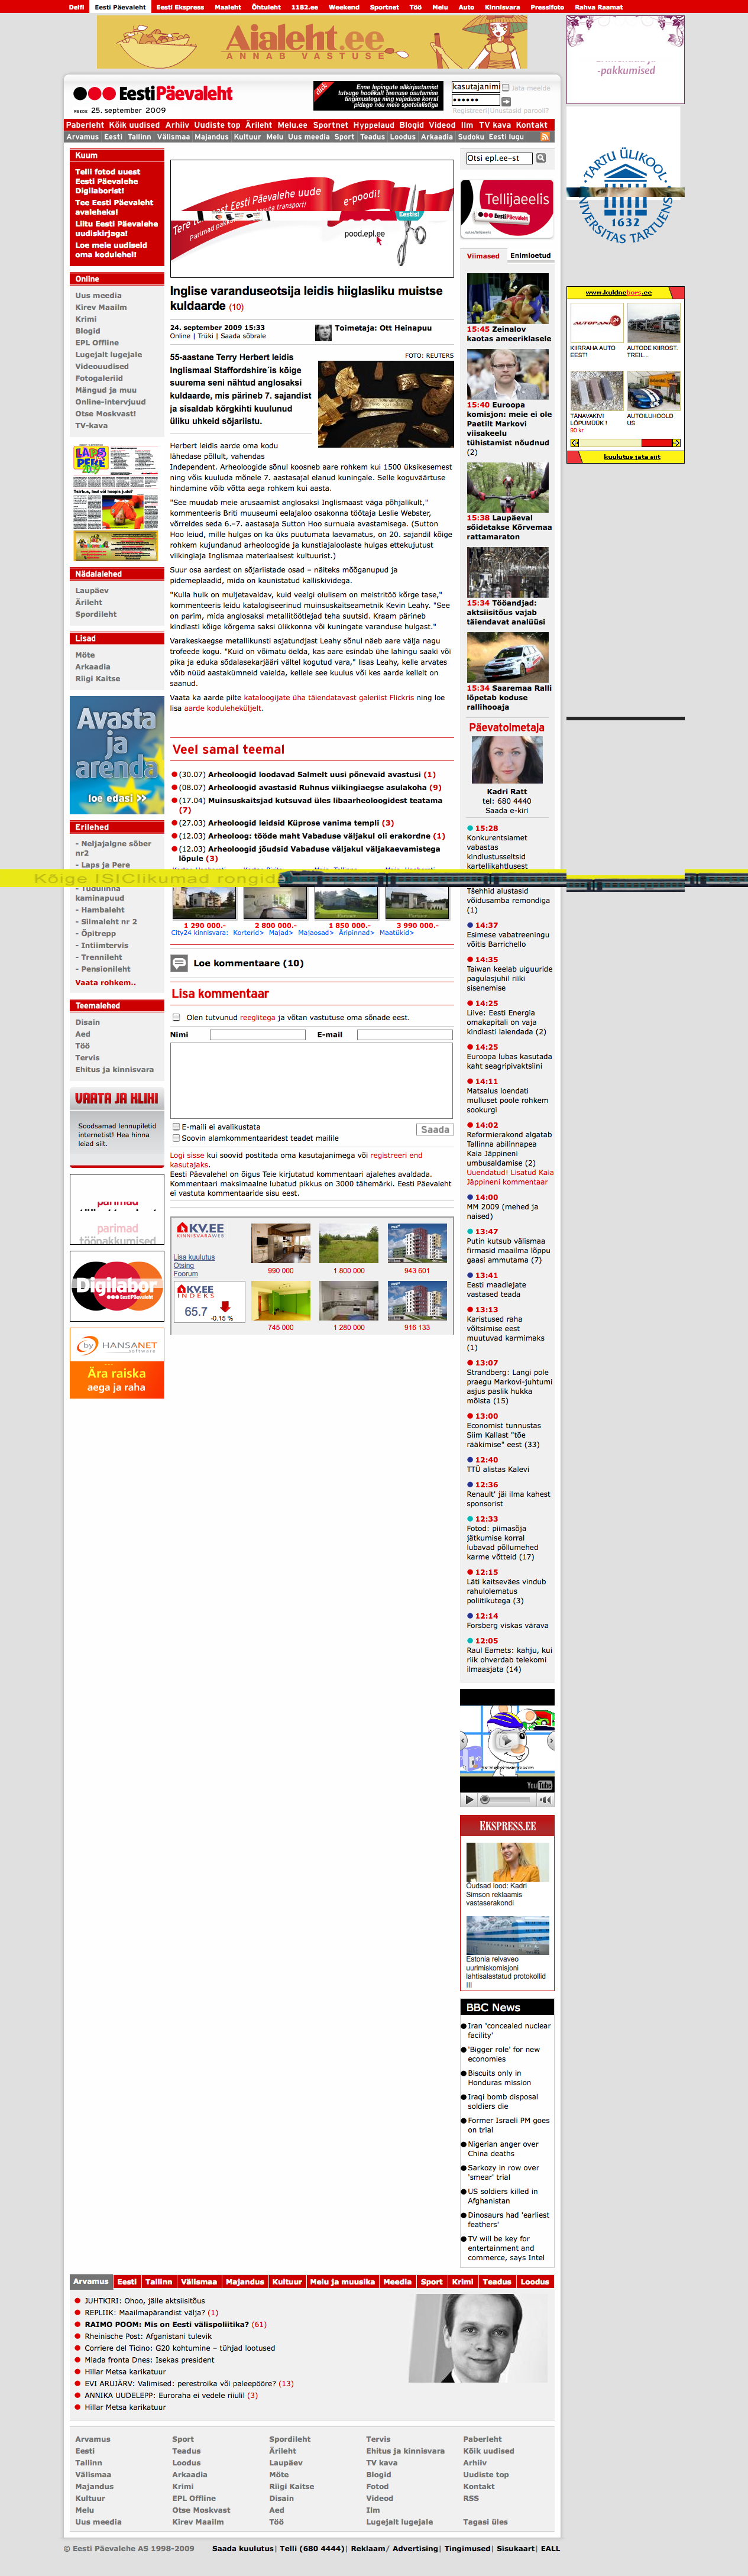 Delfi Eesti Päevaleht Eesti Ekspress Maaleht Õhtuleht 1182.ee Weekend Sportnet Töö Melu Auto Kinnisvara Pressifoto Rahva Raamat
Aialeht.ee
ANNAB VASTUSE
-pakkumised
Eesti Päevaleht
REEDE 25. september 2009
click
Enne lepingute allkirjastamist
tutvuge hoolikalt teenuste osutamise
tingimustega ning vajaduse korral
pidage nõu oma spetsialistiga.
kasutajanim
Jäta meelde
Registreeri|Unustasid parooli?
Paberleht Kõik uudised Arhiiv Uudiste top Ärileht Melu.ee Sportnet Hyppelaud Blogid Videod Ilm TV kava Kontakt
Arvamus Eesti Tallinn Välismaa Majandus Kultuur Melu Uus meedia Sport Teadus Loodus Arkaadia Sudoku Eesti lugu
Otsi epl.ee-st
Kuum
Telli fotod uuest
Eesti Päevalehe
Digilaborist!
Tee Eesti Päevaleht
avaleheks!
Liitu Eesti Päevalehe
uudiskirjaga!
Loe meie uudiseid
oma kodulehel!
Online
Uus meedia
Kirev Maailm
Krimi
Blogid
EPL Offline
Lugejalt lugejale
Videouudised
Fotogaleriid
Mängud ja muu
Online-intervjuud
Otse Moskvast!
TV-kava
Nädalalehed
Laupäev
Ärileht
Spordileht
Lisad
Möte
Arkaadia
Riigi Kaitse
Avasta
ja
arenda
loe edasi >>
Erilehed
- Neljajalgne sõber
nr2
- Laps ja Pere
kaminapuud
- Hambaleht
- Silmaleht nr 2
- Õpitrepp
- Intiimtervis
- Trennileht
- Pensionileht
Vaata rohkem..
Teemalehed
Disain
Aed
Töö
Tervis
Ehitus ja kinnisvara
VAATA JA KLIKI
Soodsamad lennupiletid
internetist! Hea hinna
leiad siit.
parimad
tööpakkumised
Digilabor
Eesti Päevaleht
by HANSANET
software
Ära raiska
aega ja raha
e-poodi!
Kestis!
pood.epl.ee
Inglise varanduseotsija leidis hiiglasliku muistse
kuldaarde (10)
24. september 2009 15:33
Online | Trüki | Saada sõbrale
Toimetaja: Ott Heinapuu
FOTO: REUTERS
55-aastane Terry Herbert leidis
Inglismaal Staffordshire´is kõige
suurema seni nähtud anglosaksi
kuldaarde, mis pärineb 7. sajandist
ja sisaldab kõrgkihti kuulunud
üliku uhkeid sõjariistu.
Herbert leidis aarde oma kodu
lähedase põllult, vahendas
Independent. Arheoloogide sõnul koosneb aare rohkem kui 1500 üksikesemest
ning võis kuuluda mõnele 7. aastasajal elanud kuningale. Selle koguväärtuse
hindamine võib võtta aega rohkem kui aasta.
"See muudab meie arusaamist anglosaksi Inglismaast väga põhjalikult,"
kommenteeris Briti muuseumi eelajaloo osakonna töötaja Leslie Webster,
võrreldes seda 6.–7. aastasaja Sutton Hoo surnuaia avastamisega. (Sutton
Hoo leiud, mille hulgas on ka üks puutumata laevamatus, on 20. sajandil kõige
rohkem kujundanud arheoloogide ja kunstiajaloolaste hulgas ettekujutust
viikingiaja Inglismaa materiaalsest kultuurist.)
Suur osa aardest on sõjariistade osad – näiteks mõõganupud ja
pidemeplaadid, mida on kaunistatud kalliskividega.
"Kulla hulk on muljetavaldav, kuid veelgi olulisem on meistritöö kõrge tase,"
kommenteeris leidu katalogiseerinud muinsuskaitseametnik Kevin Leahy. "See
on parim, mida anglosaksi metallitöötlejad teha suutsid. Kraam pärineb
kindlasti kõige kõrgema saksi ülikkonna või kuningate varanduse hulgast."
Varakeskaegse metallikunsti asjatundjast Leahy sõnul näeb aare välja nagu
trofeede kogu. "Kuid on võimatu öelda, kas aare esindab ühe lahingu saaki või
pika ja eduka sõdalasekarjääri vältel kogutud vara," lisas Leahy, kelle arvates
võib nüüd aastakümneid vaielda, kellele see kuulus või kes aarde kellelt on
saanud.
Vaata ka aarde pilte kataloogijate üha täiendatavast galeriist Flickris ning loe
lisa aarde koduleheküljelt.
Veel samal teemal
(30.07) Arheoloogid loodavad Salmelt uusi põnevaid avastusi (1)
(08.07) Arheoloogid avastasid Ruhnus viikingiaegse asulakoha (9)
(17.04) Muinsuskaitsjad kutsuvad üles libaarheoloogidest teatama
(7)
(27.03) Arheoloogid leidsid Küprose vanima templi (3)
(12.03) Arheoloog: tööde maht Vabaduse väljakul oli erakordne (1)
(12.03) Arheoloogid jõudsid Vabaduse väljakul väljakaevamistega
lõpule (3)
Kõige ISIClikumad rongid
1 290 000.- 2 800 000.- 1 850 000.- 3 990 000.-
City24 kinnisvara: Korterid> Majad> Majaosad> Äripinnad> Maatükid>
Loe kommentaare (10)
Lisa kommentaar
Olen tutvunud reeglitega ja võtan vastutuse oma sõnade eest.
Nimi E-mail
E-maili ei avalikustata
Soovin alamkommentaaridest teadet mailile
Saada
Logi sisse kui soovid postitada oma kasutajanimega või registreeri end
kasutajaks.
Eesti Päevalehel on õigus Teie kirjutatud kommentaari ajalehes avaldada.
Kommentaari maksimaalne lubatud pikkus on 3000 tähemärki. Eesti Päevaleht
ei vastuta kommentaaride sisu eest.
KV.EE
KINNISVARAWEB
Lisa kuulutus
Otsing
Foorum
990 000 1 800 000 943 601
KV.EE
INDEKS
65.7
-0.15 %
745 000 1 280 000 916 133
Tellijaeelis
Viimased Enimloetud
15:45 Zeinalov
kaotas ameeriklasele
15:40 Euroopa
komisjon: meie ei ole
Paetilt Markovi
viisakeelu
tühistamist nõudnud
(2)
15:38 Laupäeval
sõidetakse Kõrvemaa
rattamaraton
15:34 Tööandjad:
aktsiisitõus vajab
täiendavat analüüsi
15:34 Saaremaa Ralli
lõpetab koduse
rallihooaja
Päevatoimetaja
Kadri Ratt
tel: 680 4440
Saada e-kiri
15:28
Konkurentsiamet
vabastas
kindlustusseltsid
kartellikahtlusest
Tšehhid alustasid
võidusamba remondiga
(1)
14:37
Esimese vabatreeningu
võitis Barrichello
14:35
Taiwan keelab uiguuride
pagulasjuhil riiki
sisenemise
14:25
Liive: Eesti Energia
omakapitali on vaja
kindlasti laiendada (2)
14:25
Euroopa lubas kasutada
kaht seagripivaktsiini
14:11
Matsalus loendati
mulluset poole rohkem
sookurgi
14:02
Reformierakond algatab
Tallinna abilinnapea
Kaia Jäppineni
umbusaldamise (2)
Uuendatud! Lisatud Kaia
Jäppineni kommentaar
14:00
MM 2009 (mehed ja
naised)
13:47
Putin kutsub välismaa
firmasid maailma lõppu
gaasi ammutama (7)
13:41
Eesti maadlejate
vastased teada
13:13
Karistused raha
võltsimise eest
muutuvad karmimaks
(1)
13:07
Strandberg: Langi pole
praegu Markovi-juhtumi
asjus paslik hukka
mõista (15)
13:00
Economist tunnustas
Siim Kallast "tõe
rääkimise" eest (33)
12:40
TTÜ alistas Kalevi
12:36
Renault' jäi ilma kahest
sponsorist
12:33
Fotod: piimasõja
jätkumise korral
lubavad põllumehed
karme võtteid (17)
12:15
Läti kaitseväes vindub
rahulolematus
poliitikutega (3)
12:14
Forsberg viskas värava
12:05
Raul Eamets: kahju, kui
riik ohverdab telekomi
ilmaasjata (14)
YouTube
EKSPRESS.EE
Õudsad lood: Kadri
Simson reklaamis
vastaserakondi
Estonia relvaveo
uurimiskomisjoni
lahtisalastatud protokollid
III
BBC News
Iran 'concealed nuclear
facility'
'Bigger role' for new
economies
Biscuits only in
Honduras mission
Iraqi bomb disposal
soldiers die
Former Israeli PM goes
on trial
Nigerian anger over
China deaths
Sarkozy in row over
'smear' trial
US soldiers killed in
Afghanistan
Dinosaurs had 'earliest
feathers'
TV will be key for
entertainment and
commerce, says Intel
TARTU ÜLIKOOL
UNIVERSITAS TARTUENSIS
1632
www.kuldnebors.ee
KIIRRAHA AUTO
EEST!
AUTODE KIIROST.
TREIL...
TÄNAVAKIVI
LÕPUMÜÜK !
90 kr
AUTOILUHOOLD
US
kuulutus jäta siit
Arvamus Eesti Tallinn Välismaa Majandus Kultuur Melu ja muusika Meedia Sport Krimi Teadus Loodus
JUHTKIRI: Ohoo, jälle aktsiisitõus
REPLIIK: Maailmapärandist välja? (1)
RAIMO POOM: Mis on Eesti välispoliitika? (61)
Rheinische Post: Afganistani tulevik
Corriere del Ticino: G20 kohtumine – tühjad lootused
Mlada fronta Dnes: Isekas president
Hillar Metsa karikatuur
EVI ARUJÄRV: Valimised: perestroika või paleepööre? (13)
ANNIKA UUDELEPP: Euroraha ei vedele riiulil (3)
Hillar Metsa karikatuur
Arvamus Sport Spordileht Tervis Paberleht
Eesti Teadus Ärileht Ehitus ja kinnisvara Kõik uudised
Tallinn Loodus Laupäev TV kava Arhiiv
Välismaa Arkaadia Möte Blogid Uudiste top
Majandus Krimi Riigi Kaitse Fotod Kontakt
Kultuur EPL Offline Disain Videod RSS
Melu Otse Moskvast Aed Ilm
Uus meedia Kirev Maailm Töö Lugejalt lugejale Tagasi üles
© Eesti Päevalehe AS 1998-2009 Saada kuulutus| Telli (680 4444)| Reklaam/ Advertising| Tingimused| Sisukaart| EALL